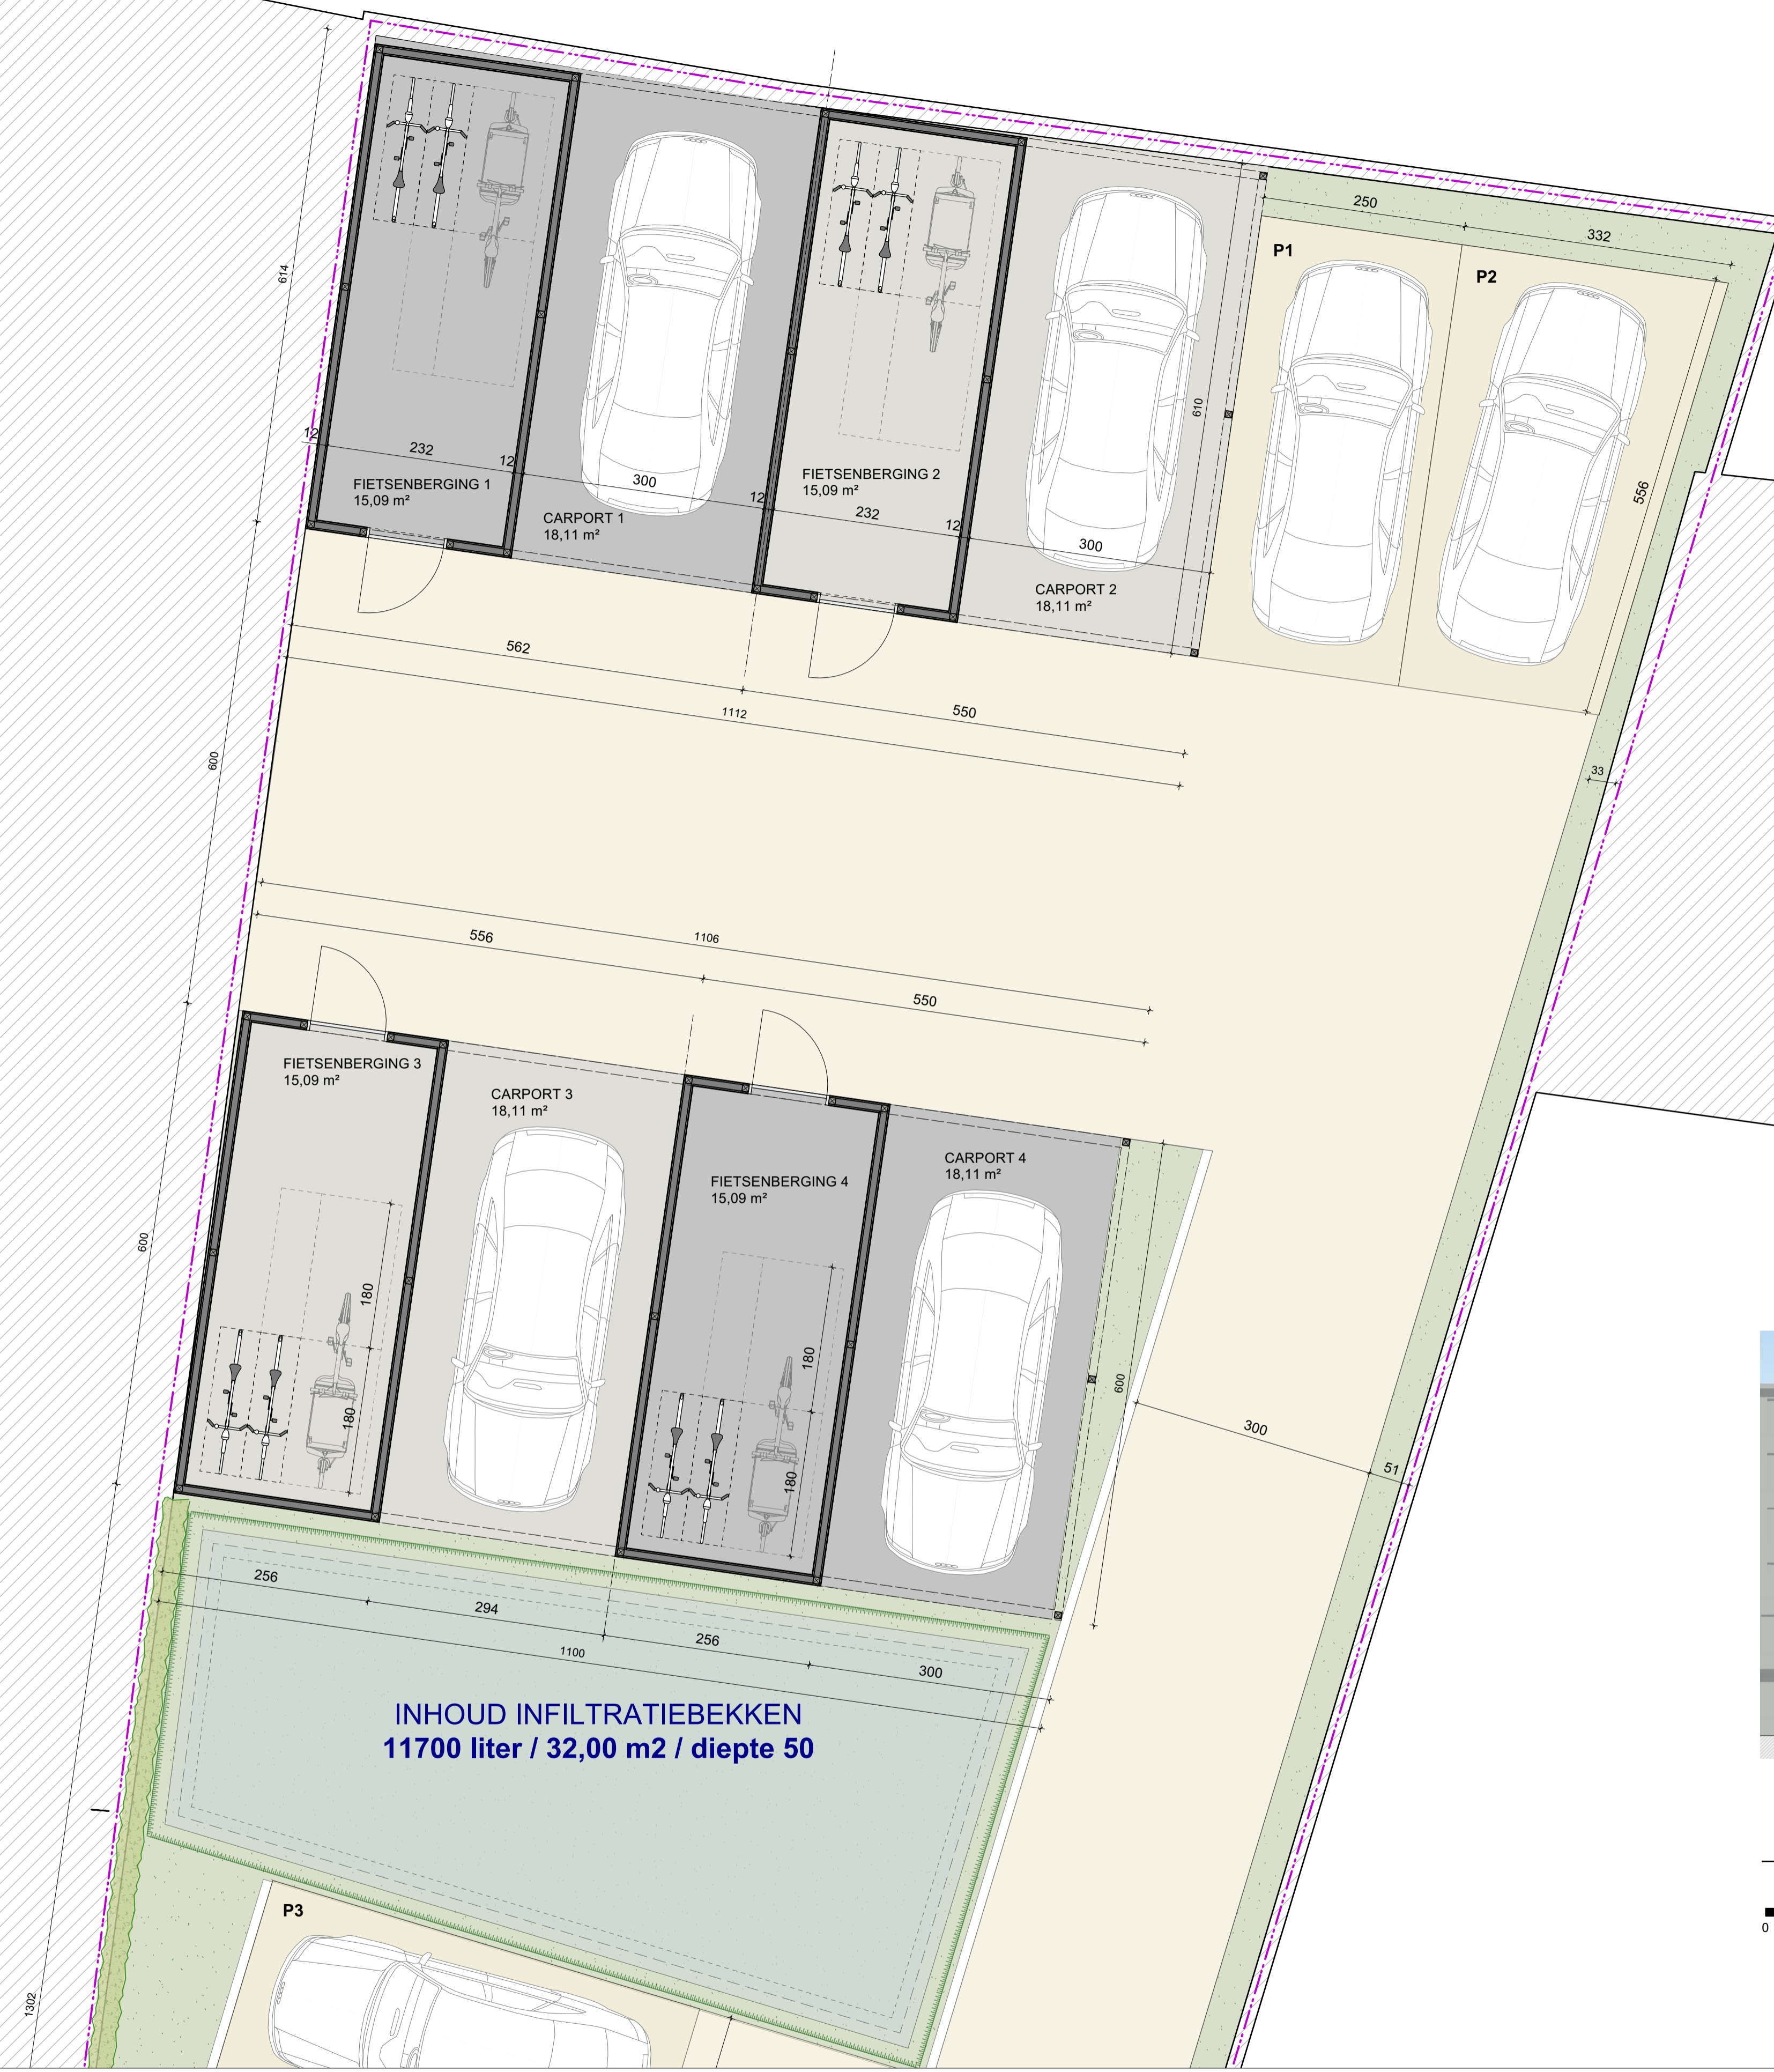 250
332
P1
P2
614
610
556
12
232
12
300
12
232
12
300
FIETSENBERGING 1
15,09 m²
CARPORT 1
18,11 m²
FIETSENBERGING 2
15,09 m²
CARPORT 2
18,11 m²
562
550
1112
600
33
1106
556
550
FIETSENBERGING 3
15,09 m²
CARPORT 3
18,11 m²
FIETSENBERGING 4
15,09 m²
CARPORT 4
18,11 m²
600
180
180
180
180
600
300
51
256
294
256
300
1100
INHOUD INFILTRATIEBEKKEN
11700 liter / 32,00 m2 / diepte 50
P3
0
1302